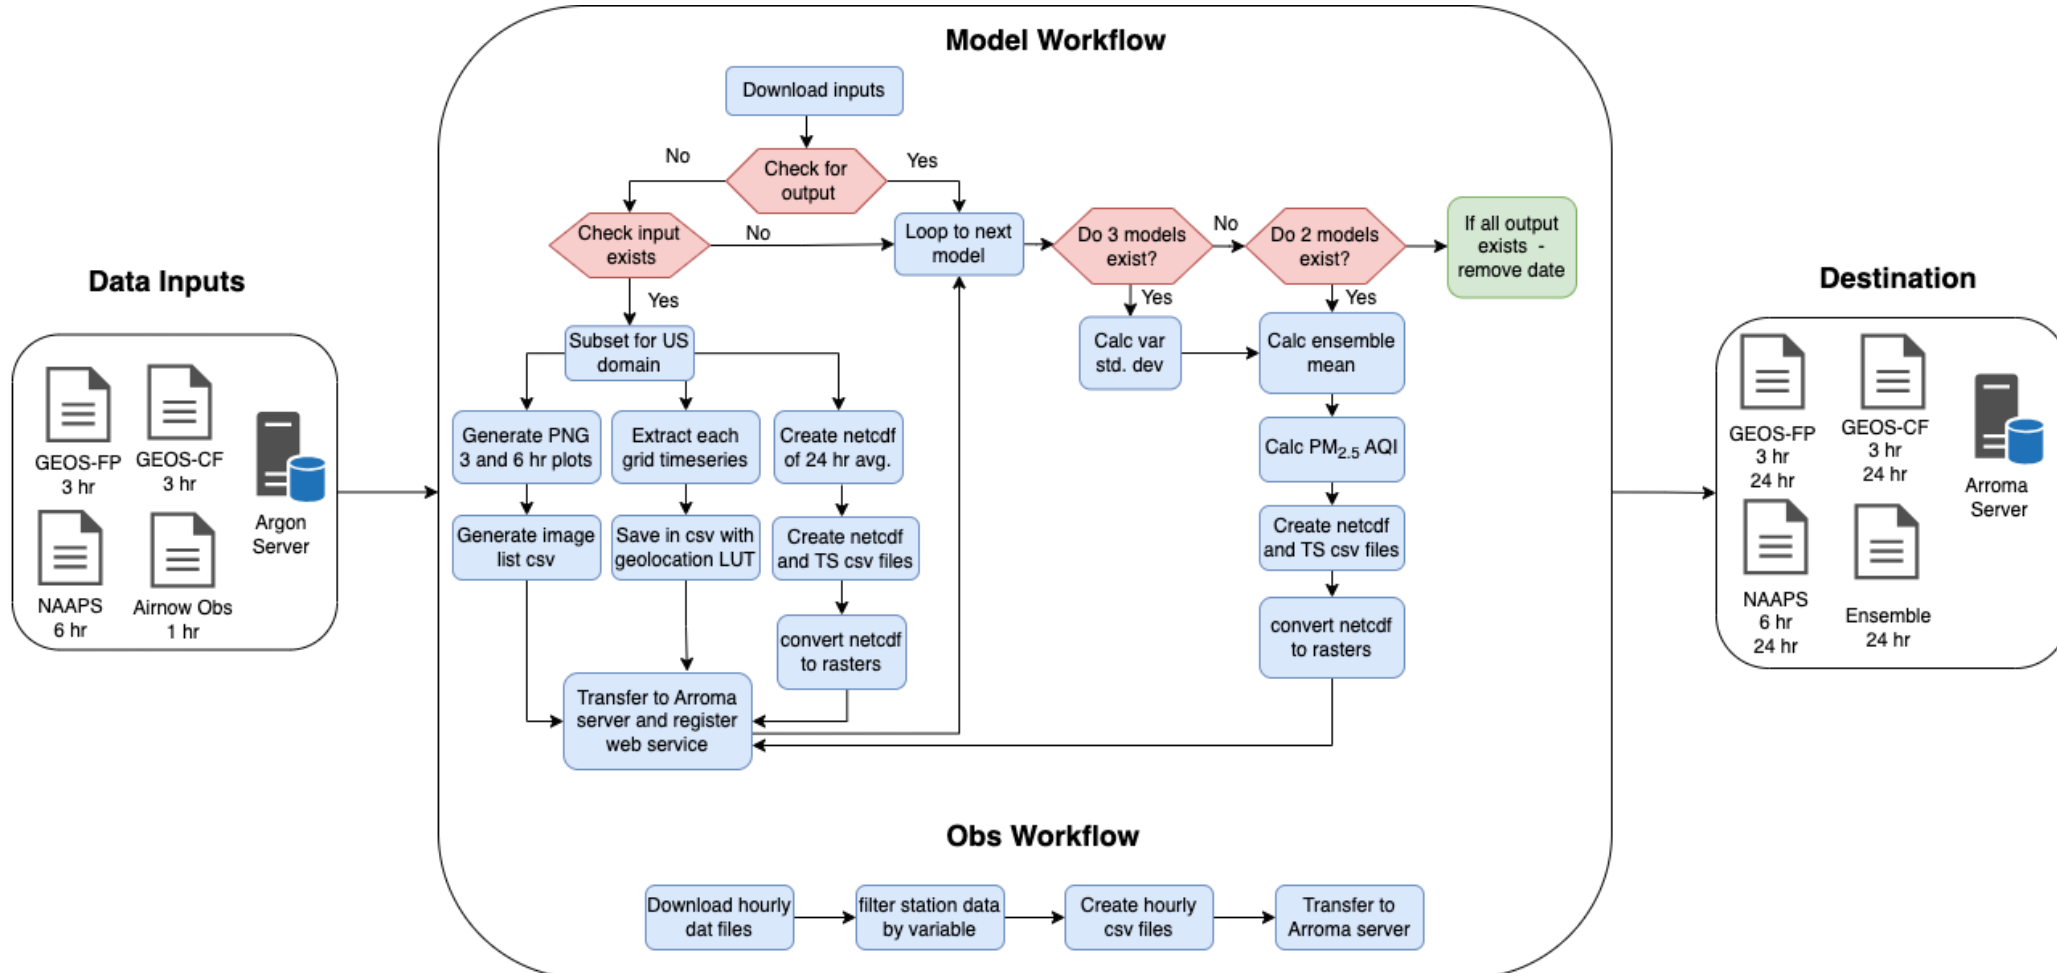 Data Inputs
GEOS-FP
3 hr
GEOS-CF
3 hr
NAAPS
6 hr
Airnow Obs
1 hr
Argon
Server
Model Workflow
Download inputs
Check for
output
No
Yes
Check input
exists
No
Yes
Loop to next
model
Do 3 models
exist?
No
Yes
Do 2 models
exist?
Yes
If all output
exists -
remove date
Subset for US
domain
Generate PNG
3 and 6 hr plots
Extract each
grid timeseries
Create netcdf
of 24 hr avg.
Generate image
list csv
Save in csv with
geolocation LUT
Create netcdf
and TS csv files
convert netcdf
to rasters
Transfer to Arroma
server and register
web service
Calc var
std. dev
Calc ensemble
mean
Calc PM2.5 AQI
Create netcdf
and TS csv files
convert netcdf
to rasters
Obs Workflow
Download hourly
dat files
filter station data
by variable
Create hourly
csv files
Transfer to
Arroma server
Destination
GEOS-FP
3 hr
24 hr
GEOS-CF
3 hr
24 hr
NAAPS
6 hr
24 hr
Ensemble
24 hr
Arroma
Server